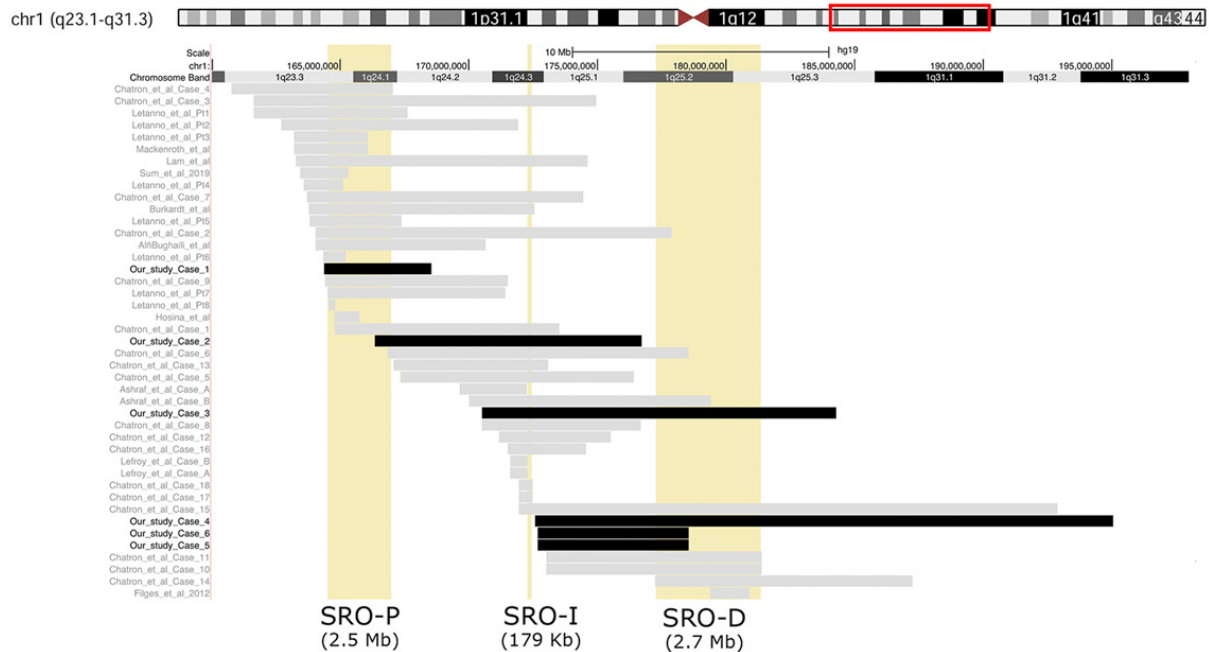 chr1 (q23.1-q31.3) 1p31.1 1q12 1q41 q43 44
Scale 10 Mb hg19
chr1: 165,000,000 170,000,000 175,000,000 180,000,000 185,000,000 190,000,000 195,000,000
Chromosome Band 1q23.3 1q24.1 1q24.2 1q24.3 1q25.1 1q25.2 1q25.3 1q31.1 1q31.2 1q31.3
Chatron_et_al_Case_4
Chatron_et_al_Case_3
Letanno_et_al_Pt1
Letanno_et_al_Pt2
Letanno_et_al_Pt3
Mackenroth_et_al
Lam_et_al
Sum_et_al_2019
Letanno_et_al_Pt4
Chatron_et_al_Case_7
Burkardt_et_al
Letanno_et_al_Pt5
Chatron_et_al_Case_2
AlñBughaili_et_al
Letanno_et_al_Pt6
Our_study_Case_1
Chatron_et_al_Case_9
Letanno_et_al_Pt7
Letanno_et_al_Pt8
Hosina_et_al
Chatron_et_al_Case_1
Our_study_Case_2
Chatron_et_al_Case_6
Chatron_et_al_Case_13
Chatron_et_al_Case_5
Ashraf_et_al_Case_A
Ashraf_et_al_Case_B
Our_study_Case_3
Chatron_et_al_Case_8
Chatron_et_al_Case_12
Chatron_et_al_Case_16
Lefroy_et_al_Case_B
Lefroy_et_al_Case_A
Chatron_et_al_Case_18
Chatron_et_al_Case_17
Chatron_et_al_Case_15
Our_study_Case_4
Our_study_Case_6
Our_study_Case_5
Chatron_et_al_Case_11
Chatron_et_al_Case_10
Chatron_et_al_Case_14
Filges_et_al_2012
SRO-P SRO-I SRO-D
(2.5 Mb) (179 Kb) (2.7 Mb)